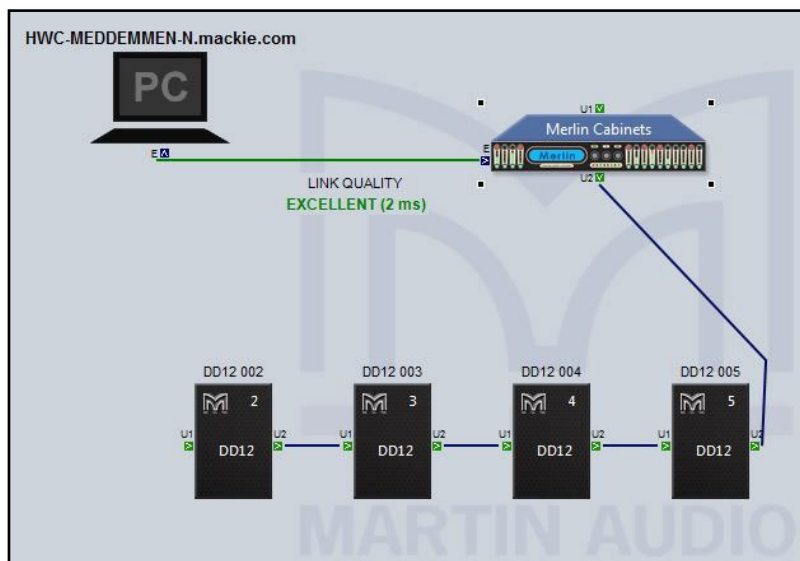 HWC-MEDDEMMEN-N.mackie.com
PC
E
LINK QUALITY
EXCELLENT (2 ms)
U1
Merlin Cabinets
E
Merlin
U2
DD12 002
DD12 003
DD12 004
DD12 005
2
3
4
5
U1
U2
U1
U2
U1
U2
U1
U2
DD12
DD12
DD12
DD12
MARTIN AUDIO